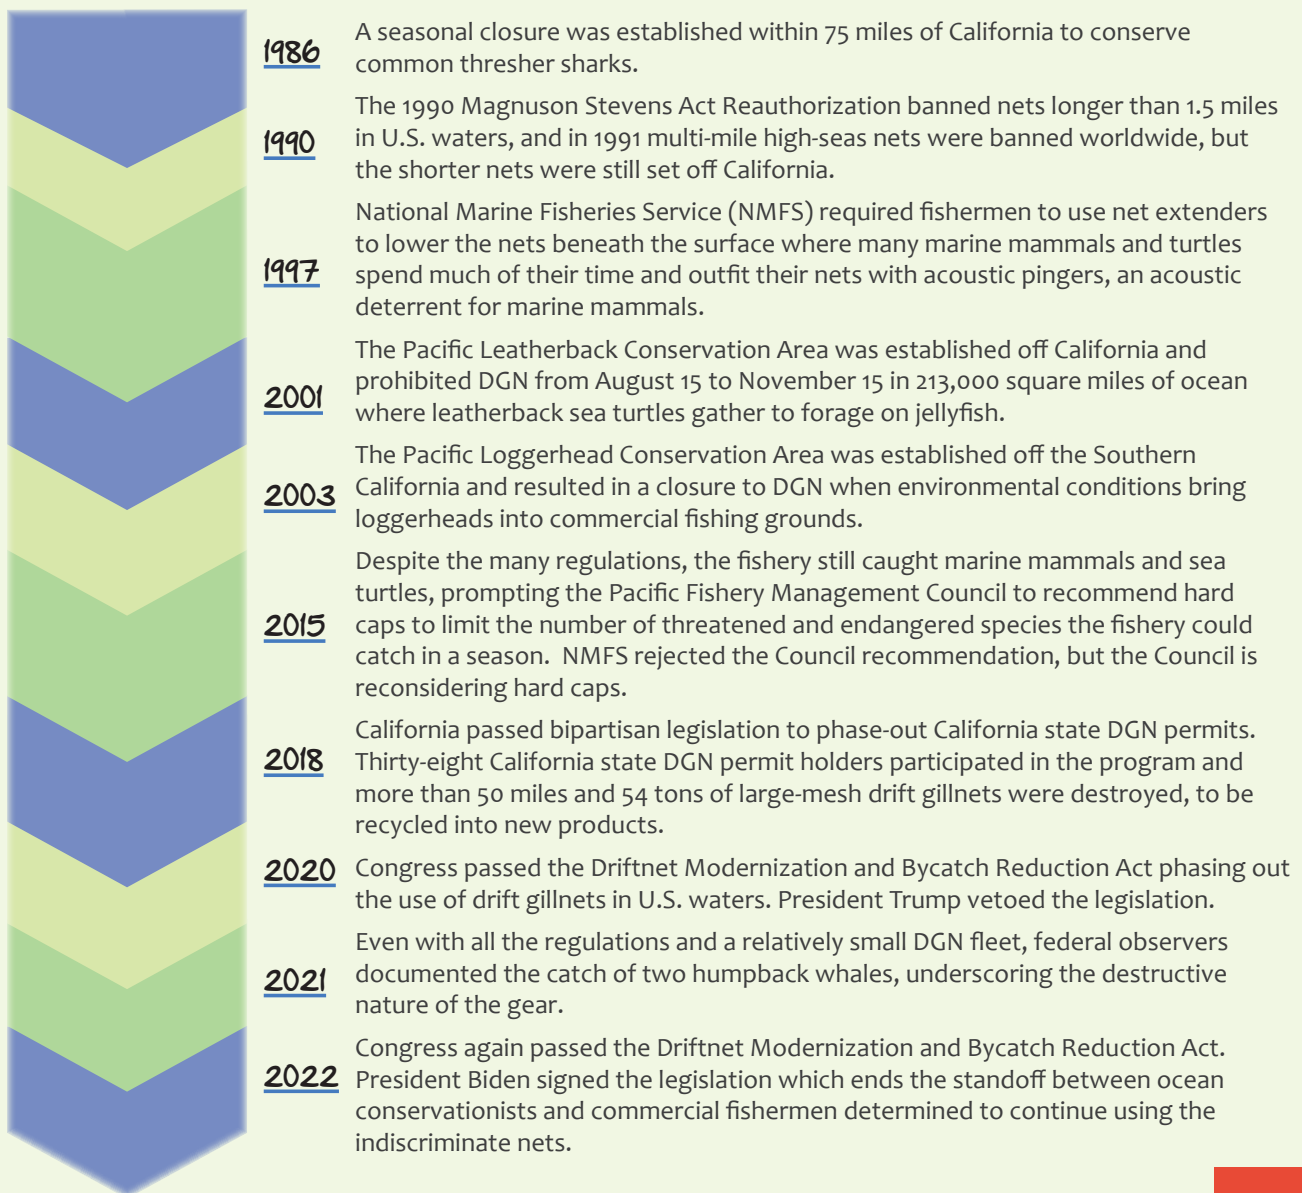 1986
A seasonal closure was established within 75 miles of California to conserve
common thresher sharks.
1990
The 1990 Magnuson Stevens Act Reauthorization banned nets longer than 1.5 miles
in U.S. waters, and in 1991 multi-mile high-seas nets were banned worldwide, but
the shorter nets were still set off California.
1997
National Marine Fisheries Service (NMFS) required fishermen to use net extenders
to lower the nets beneath the surface where many marine mammals and turtles
spend much of their time and outfit their nets with acoustic pingers, an acoustic
deterrent for marine mammals.
2001
The Pacific Leatherback Conservation Area was established off California and
prohibited DGN from August 15 to November 15 in 213,000 square miles of ocean
where leatherback sea turtles gather to forage on jellyfish.
2003
The Pacific Loggerhead Conservation Area was established off the Southern
California and resulted in a closure to DGN when environmental conditions bring
loggerheads into commercial fishing grounds.
2015
Despite the many regulations, the fishery still caught marine mammals and sea
turtles, prompting the Pacific Fishery Management Council to recommend hard
caps to limit the number of threatened and endangered species the fishery could
catch in a season.  NMFS rejected the Council recommendation, but the Council is
reconsidering hard caps.
2018
California passed bipartisan legislation to phase-out California state DGN permits.
Thirty-eight California state DGN permit holders participated in the program and
more than 50 miles and 54 tons of large-mesh drift gillnets were destroyed, to be
recycled into new products.
2020
Congress passed the Driftnet Modernization and Bycatch Reduction Act phasing out
the use of drift gillnets in U.S. waters. President Trump vetoed the legislation.
2021
Even with all the regulations and a relatively small DGN fleet, federal observers
documented the catch of two humpback whales, underscoring the destructive
nature of the gear.
2022
Congress again passed the Driftnet Modernization and Bycatch Reduction Act.
President Biden signed the legislation which ends the standoff between ocean
conservationists and commercial fishermen determined to continue using the
indiscriminate nets.